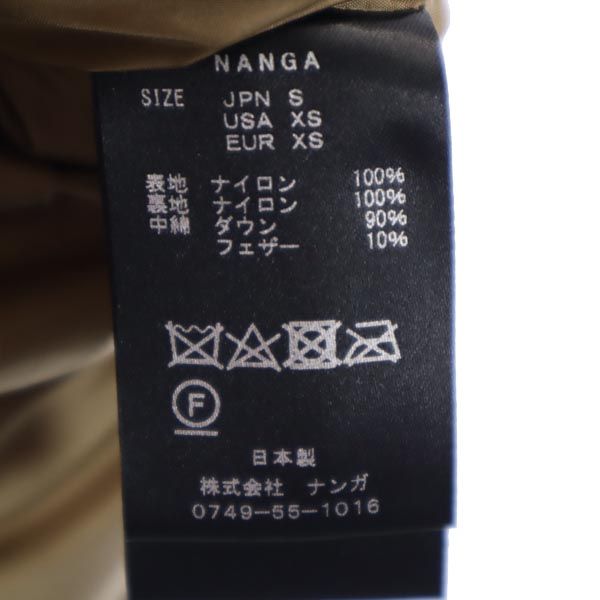 NANGA
SIZE JPN S
USA XS
EUR XS
表地 ナイロン 100%
裏地 ナイロン 100%
中綿 ダウン 90%
フェザー 10%
F
日本製
株式会社 ナンガ
0749-55-1016